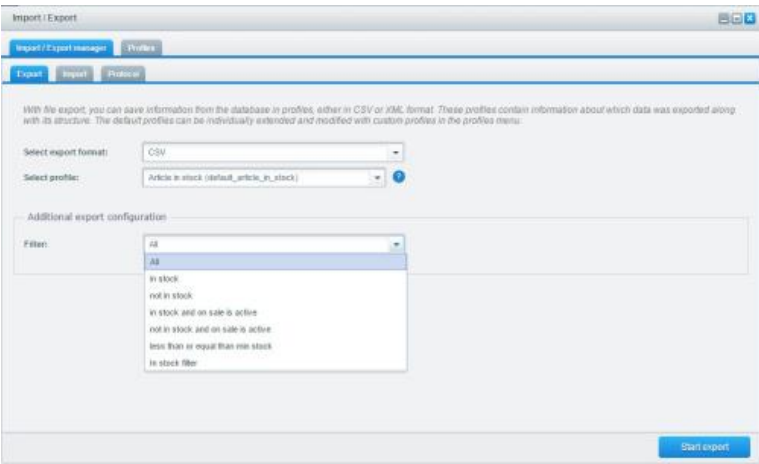 Import / Export
Import / Export manager Profiles
Export Import Protocol
With file export, you can save information from the database in profiles, either in CSV or XML format. These profiles contain information about which data was exported along
with its structure. The default profiles can be individually extended and modified with custom profiles in the profiles menu.
Select export format: CSV
Select profile: Article in stock (default_article_in_stock) ?
Additional export configuration
Filter: All
All
in stock
not in stock
in stock and on sale is active
not in stock and on sale is active
less than or equal than min stock
In stock filter
Start export